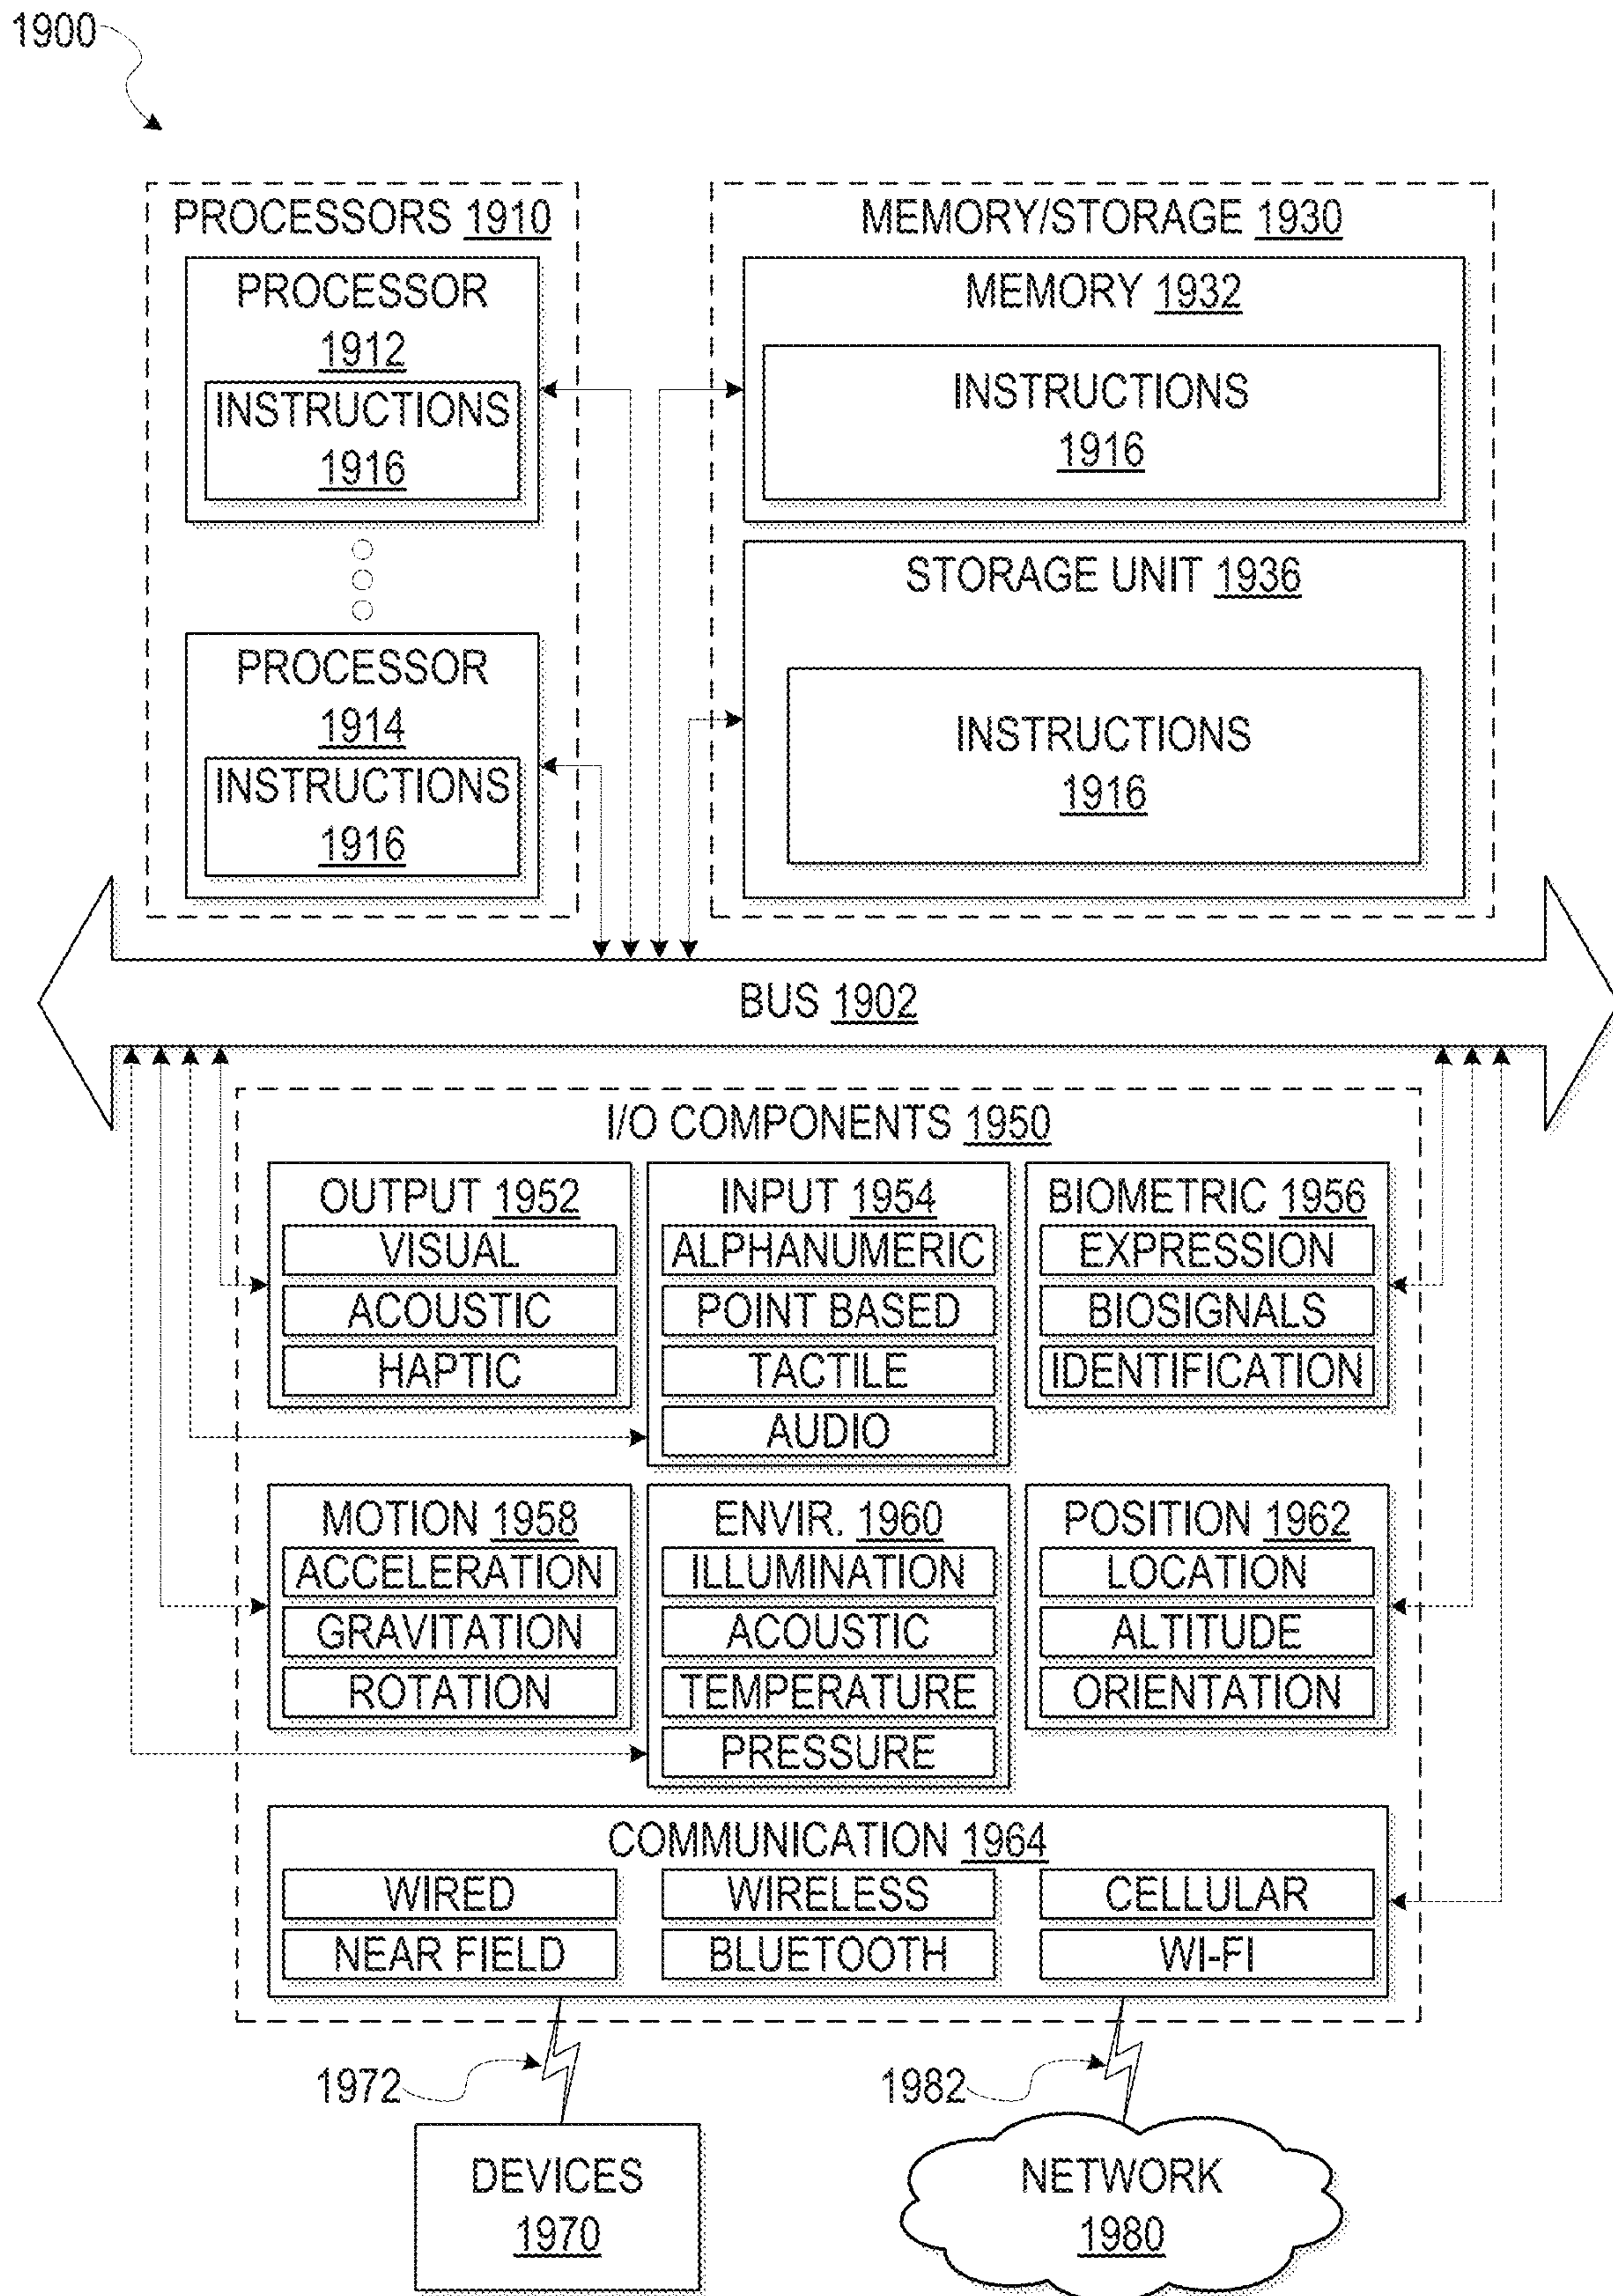 1900
PROCESSORS 1910
PROCESSOR
1912
INSTRUCTIONS
1916
PROCESSOR
1914
INSTRUCTIONS
1916
MEMORY/STORAGE 1930
MEMORY 1932
INSTRUCTIONS
1916
STORAGE UNIT 1936
INSTRUCTIONS
1916
BUS 1902
I/O COMPONENTS 1950
OUTPUT 1952
VISUAL
ACOUSTIC
HAPTIC
INPUT 1954
ALPHANUMERIC
POINT BASED
TACTILE
AUDIO
BIOMETRIC 1956
EXPRESSION
BIOSIGNALS
IDENTIFICATION
MOTION 1958
ACCELERATION
GRAVITATION
ROTATION
ENVIR. 1960
ILLUMINATION
ACOUSTIC
TEMPERATURE
PRESSURE
POSITION 1962
LOCATION
ALTITUDE
ORIENTATION
COMMUNICATION 1964
WIRED
WIRELESS
CELLULAR
NEAR FIELD
BLUETOOTH
WI-FI
1972
1982
DEVICES
1970
NETWORK
1980